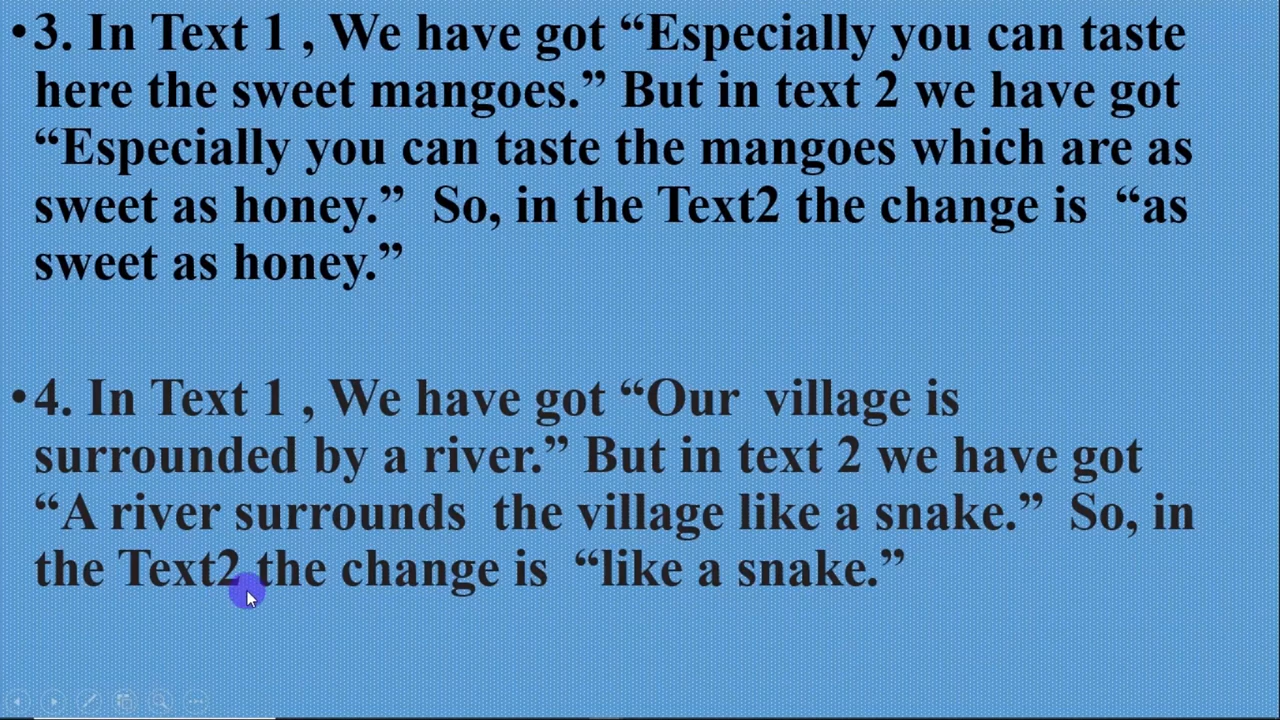 •3. In Text 1 , We have got “Especially you can taste
here the sweet mangoes.” But in text 2 we have got
“Especially you can taste the mangoes which are as
sweet as honey.” So, in the Text2 the change is “as
sweet as honey.”
•4. In Text 1 , We have got “Our village is
surrounded by a river.” But in text 2 we have got
“A river surrounds the village like a snake.” So, in
the Text2 the change is “like a snake.”